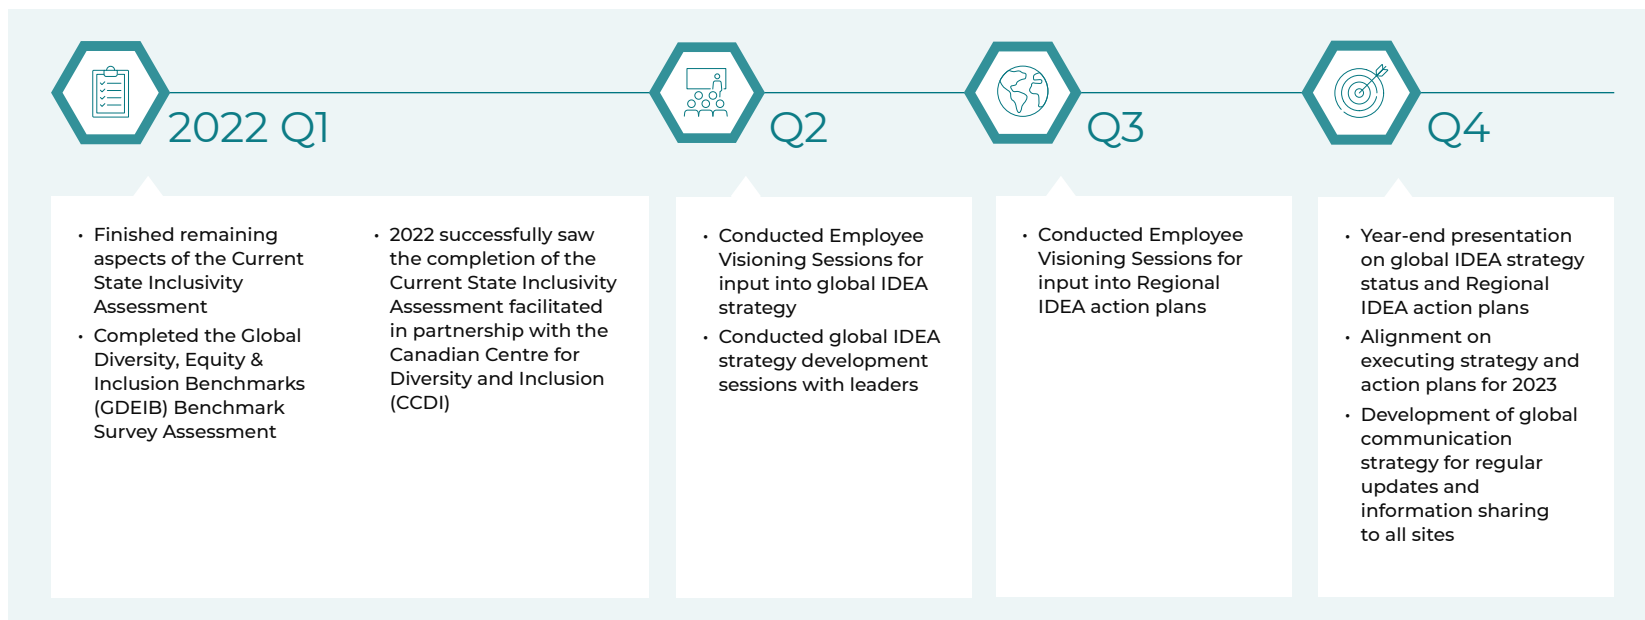 2022 Q1
• Finished remaining
aspects of the Current
State Inclusivity
Assessment
• Completed the Global
Diversity, Equity &
Inclusion Benchmarks
(GDEIB) Benchmark
Survey Assessment
• 2022 successfully saw
the completion of the
Current State Inclusivity
Assessment facilitated
in partnership with the
Canadian Centre for
Diversity and Inclusion
(CCDI)
Q2
• Conducted Employee
Visioning Sessions for
input into global IDEA
strategy
• Conducted global IDEA
strategy development
sessions with leaders
Q3
• Conducted Employee
Visioning Sessions for
input into Regional
IDEA action plans
Q4
• Year-end presentation
on global IDEA strategy
status and Regional
IDEA action plans
• Alignment on
executing strategy and
action plans for 2023
• Development of global
communication
strategy for regular
updates and
information sharing
to all sites